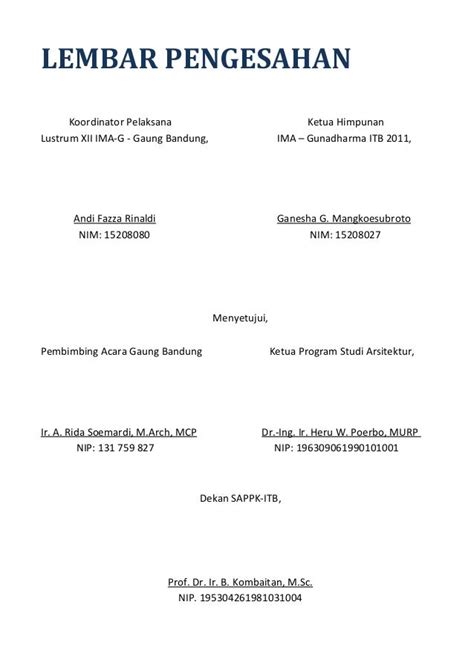 LEMBAR PENGESAHAN
Koordinator Pelaksana
Lustrum XII IMA-G - Gaung Bandung,
Ketua Himpunan
IMA – Gunadharma ITB 2011,
Andi Fazza Rinaldi
NIM: 15208080
Ganesha G. Mangkoesubroto
NIM: 15208027
Menyetujui,
Pembimbing Acara Gaung Bandung
Ketua Program Studi Arsitektur,
Ir. A. Rida Soemardi, M.Arch, MCP
NIP: 131 759 827
Dr.-Ing. Ir. Heru W. Poerbo, MURP
NIP: 196309061990101001
Dekan SAPPK-ITB,
Prof. Dr. Ir. B. Kombaitan, M.Sc.
NIP. 195304261981031004